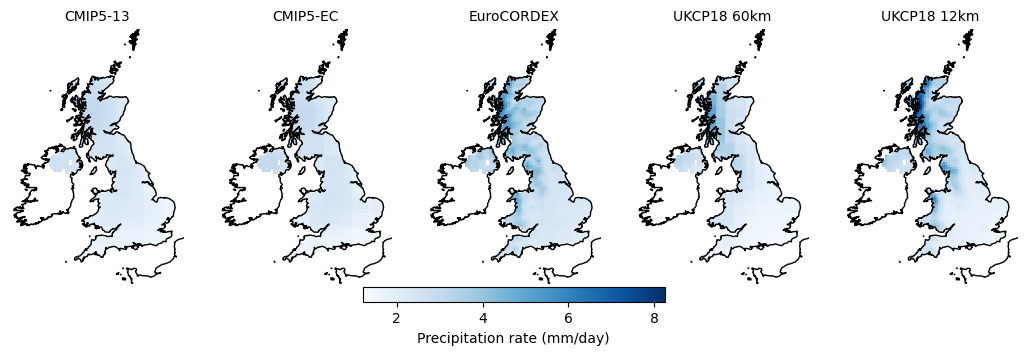 CMIP5-13 CMIP5-EC EuroCORDEX UKCP18 60km UKCP18 12km
2 4 6 8
Precipitation rate (mm/day)